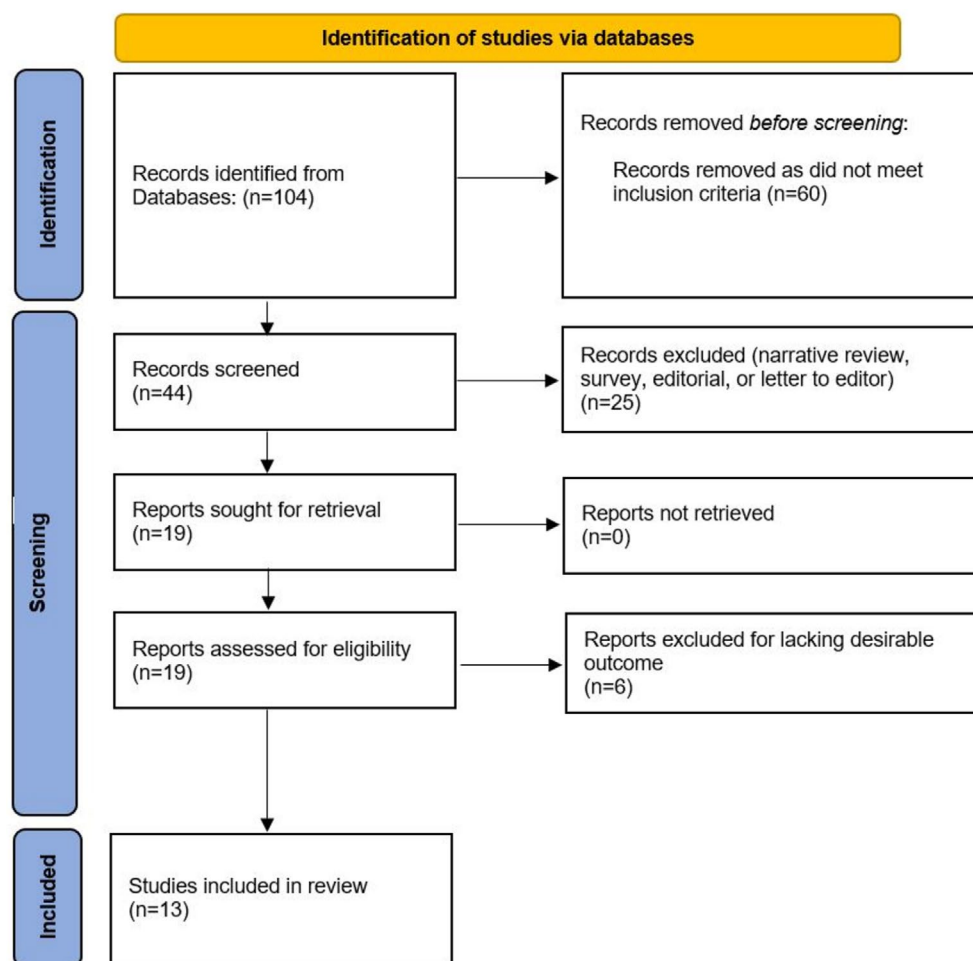 Identification of studies via databases
Identification
Records identified from
Databases: (n=104)
Records removed before screening:
Records removed as did not meet
inclusion criteria (n=60)
Screening
Records screened
(n=44)
Records excluded (narrative review,
survey, editorial, or letter to editor)
(n=25)
Reports sought for retrieval
(n=19)
Reports not retrieved
(n=0)
Reports assessed for eligibility
(n=19)
Reports excluded for lacking desirable
outcome
(n=6)
Included
Studies included in review
(n=13)